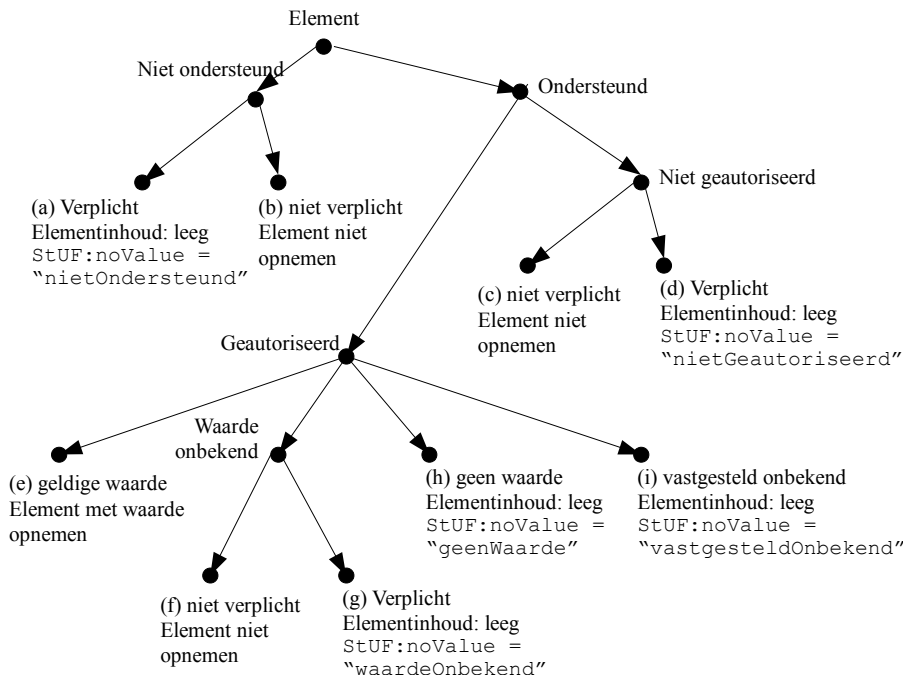 Element
Niet ondersteund
Ondersteund
Niet geautoriseerd
(a) Verplicht
Elementinhoud: leeg
StUF:noValue =
“nietOndersteund”
(b) niet verplicht
Element niet
opnemen
(c) niet verplicht
Element niet
opnemen
(d) Verplicht
Elementinhoud: leeg
StUF:noValue =
“nietGeautoriseerd”
Geautoriseerd
Waarde
onbekend
(e) geldige waarde
Element met waarde
opnemen
(h) geen waarde
Elementinhoud: leeg
StUF:noValue =
“geenWaarde”
(i) vastgesteld onbekend
Elementinhoud: leeg
StUF:noValue =
“vastgesteldOnbekend”
(f) niet verplicht
Element niet
opnemen
(g) Verplicht
Elementinhoud: leeg
StUF:noValue =
“waardeOnbekend”